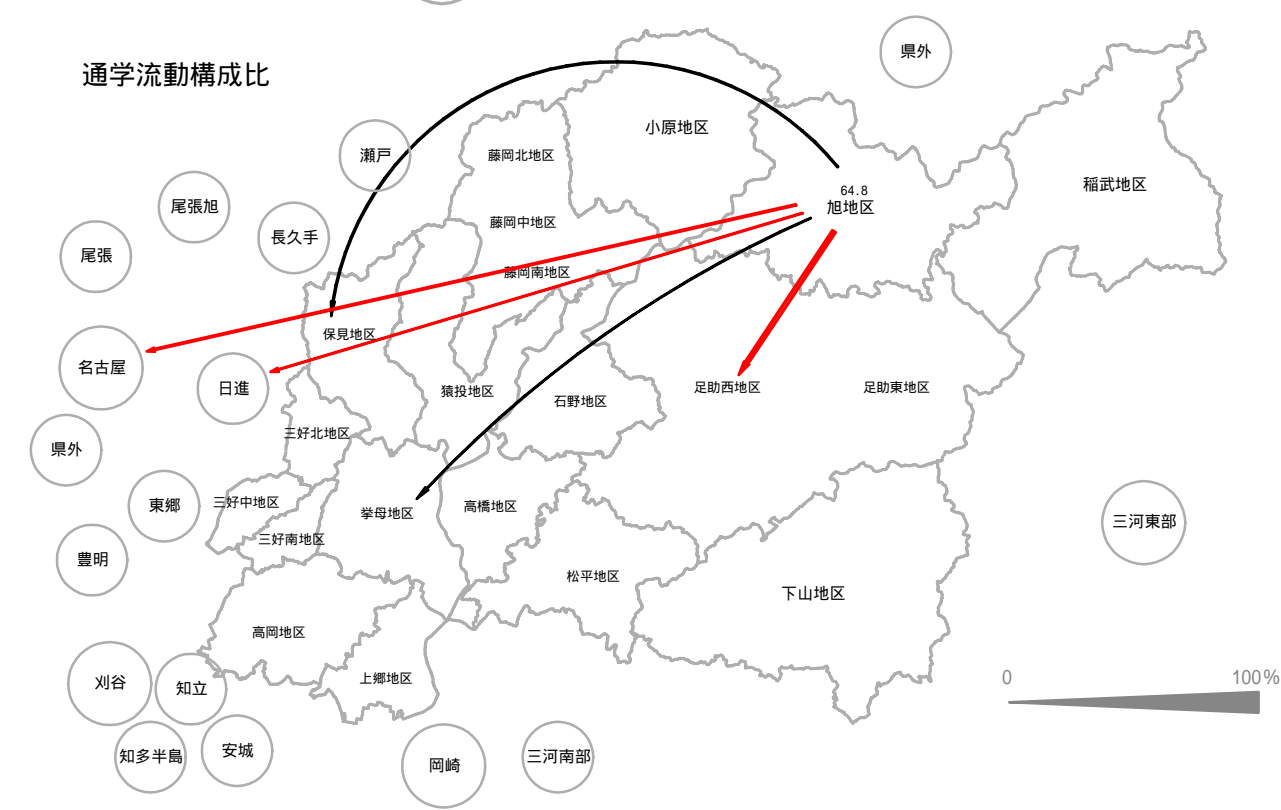 通学流動構成比
県外
小原地区
瀬戸
藤岡北地区
稲武地区
64.8
旭地区
尾張旭
長久手
藤岡中地区
尾張
藤岡南地区
保見地区
名古屋
日進
猿投地区
石野地区
足助西地区
足助東地区
三好北地区
県外
東郷
三好中地区
挙母地区
高橋地区
三河東部
三好南地区
豊明
松平地区
下山地区
高岡地区
上郷地区
0
100%
刈谷
知立
知多半島
安城
岡崎
三河南部